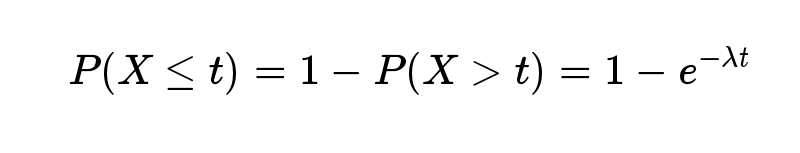 P(X ≤ t) = 1 − P(X > t) = 1 − e^{−λt}